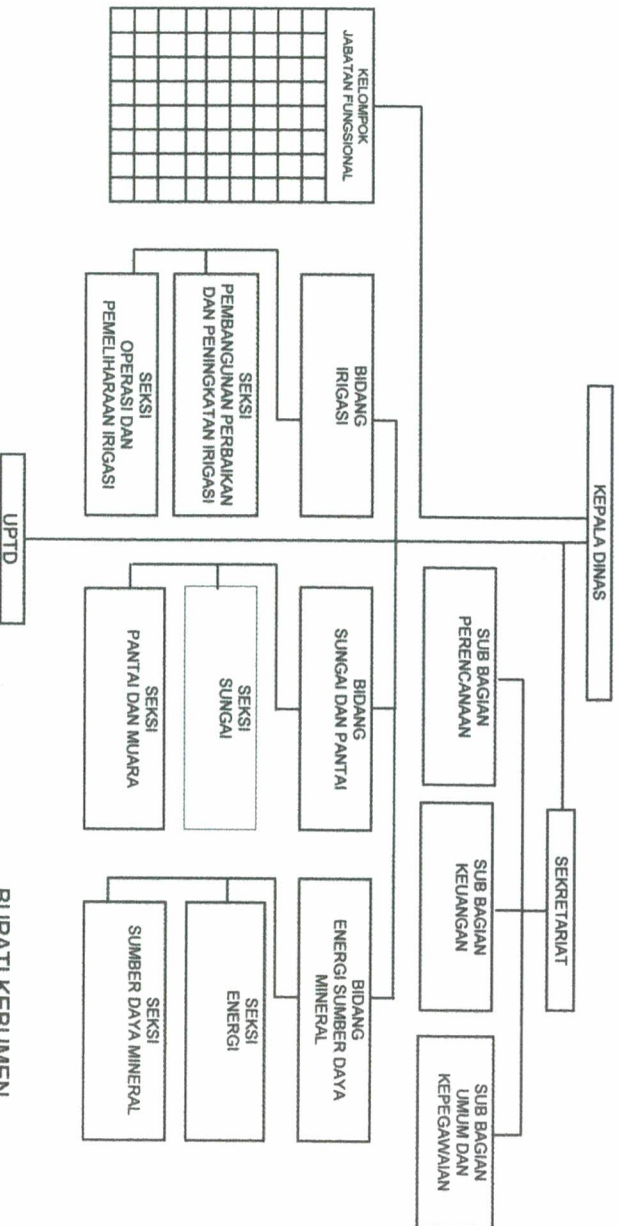 KEPALA DINAS
SEKRETARIAT
KELOMPOK
JABATAN FUNGSIONAL
SUB BAGIAN
PERENCANAAN
SUB BAGIAN
KEUANGAN
SUB BAGIAN
UMUM DAN
KEPEGAWAIAN
BIDANG
IRIGASI
BIDANG
SUNGAI DAN PANTAI
BIDANG
ENERGI SUMBER DAYA
MINERAL
SEKSI
PEMBANGUNAN PERBAIKAN
DAN PENINGKATAN IRIGASI
SEKSI
SUNGAI
SEKSI
ENERGI
SEKSI
OPERASI DAN
PEMELIHARAAN IRIGASI
SEKSI
PANTAI DAN MUARA
SEKSI
SUMBER DAYA MINERAL
UPTD
BUPATI KEBUMEN